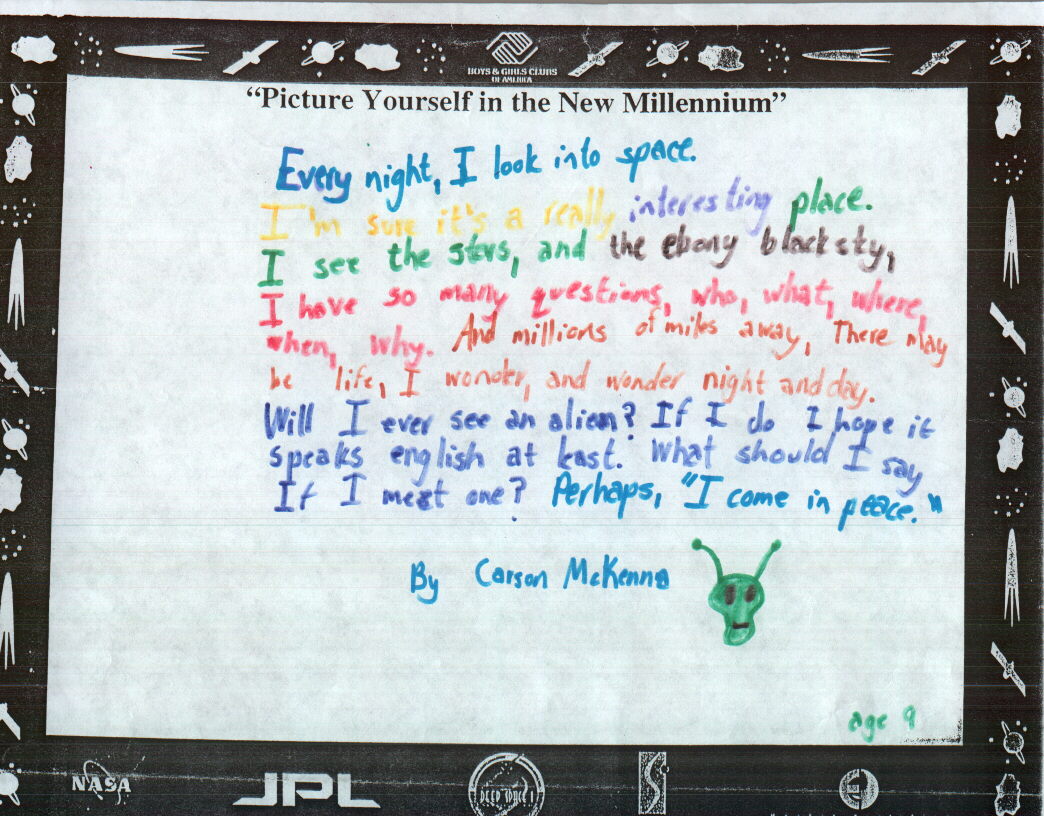 BOYS & GIRLS CLUBS
OF AMERICA
“Picture Yourself in the New Millennium”
Every night, I look into space.
I'm sure it's a really interesting place.
I see the stars, and the ebony black sky,
I have so many questions, who, what, where,
when, why. And millions of miles away, There may
be life, I wonder, and wonder night and day.
Will I ever see an alien? If I do I hope it
speaks english at least. What should I say
If I meet one? Perhaps, "I come in peace."
By Carson McKenna
age 9
NASA
JPL
DEEP SPACE 1